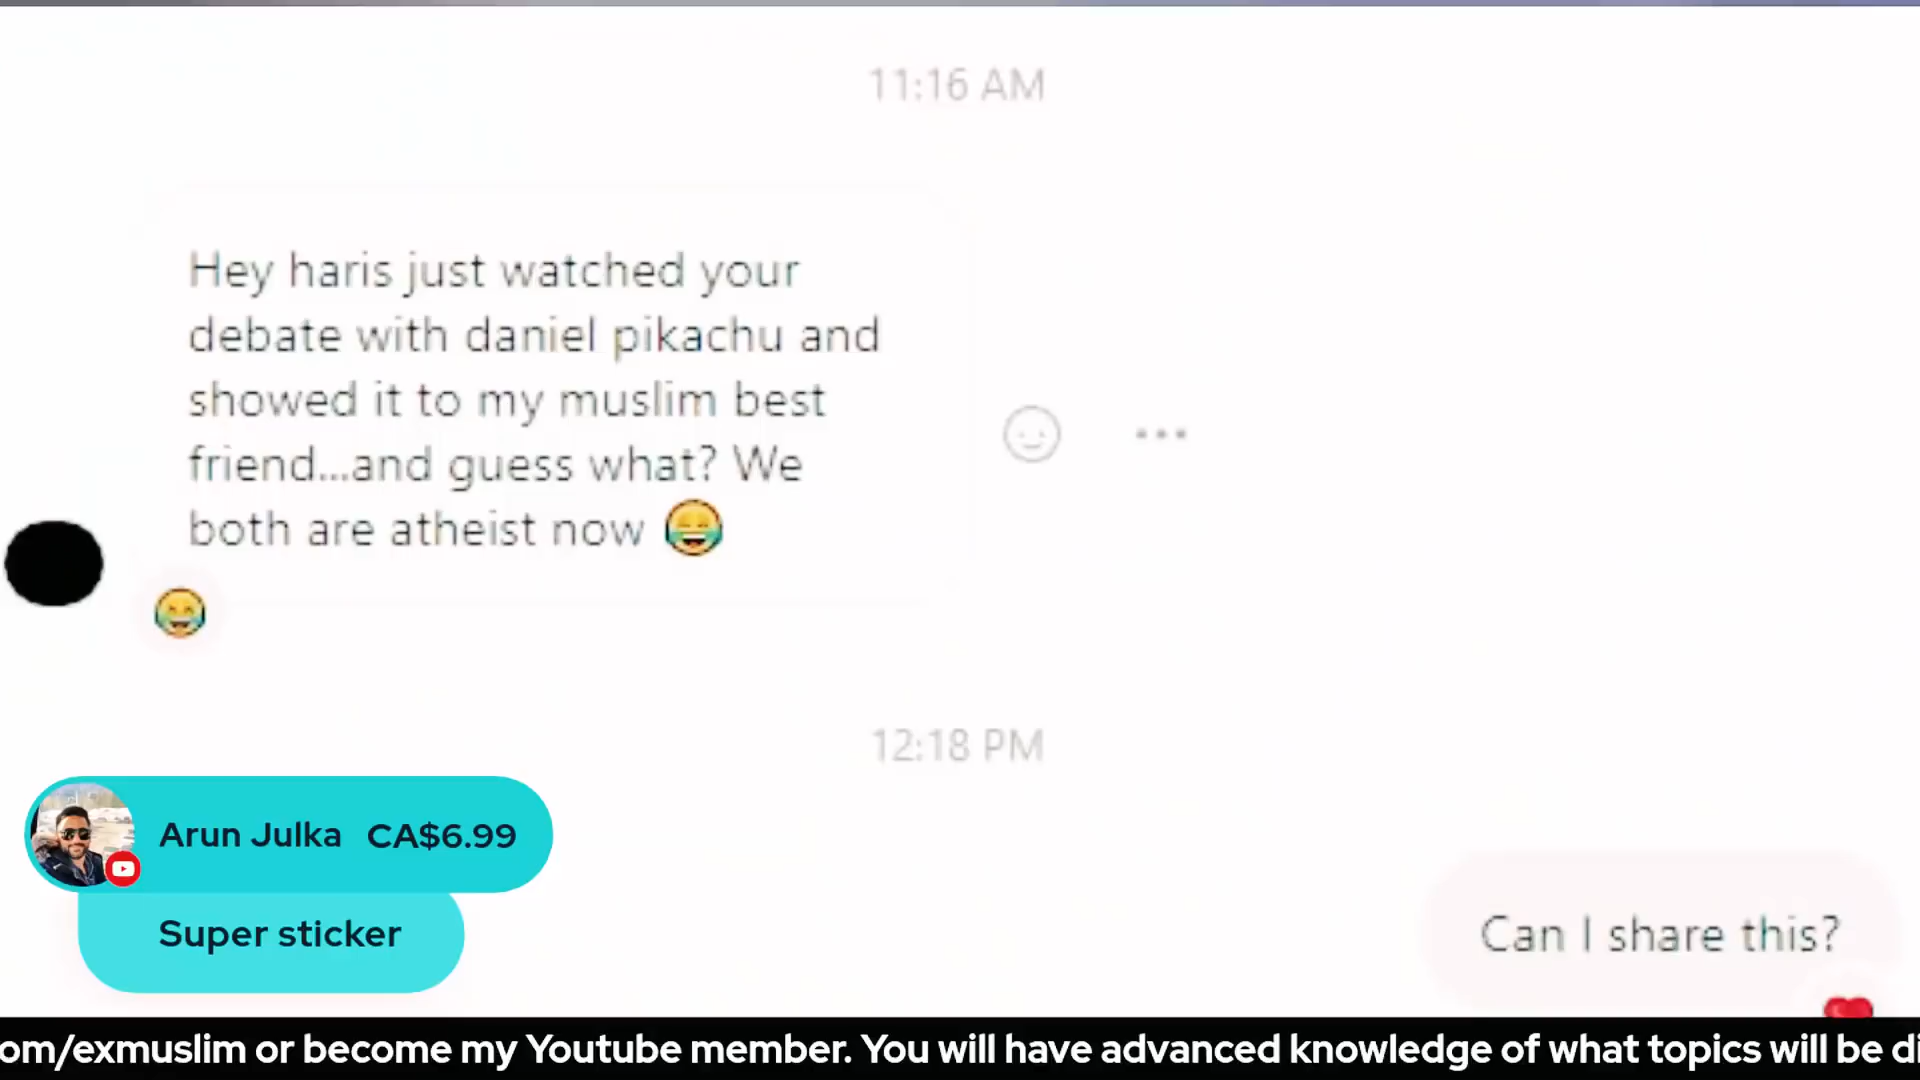 11:16 AM
Hey haris just watched your
debate with daniel pikachu and
showed it to my muslim best
friend...and guess what? We
both are atheist now 😂
😂
12:18 PM
Arun Julka CA$6.99
Super sticker
Can I share this?
om/exmuslim or become my Youtube member. You will have advanced knowledge of what topics will be di